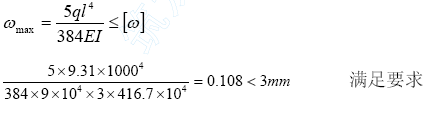 ω_max = 5ql⁴ / 384EI ≤ [ω]
5×9.31×1000⁴ / 384×9×10⁴×3×416.7×10⁴ = 0.108 < 3mm 满足要求